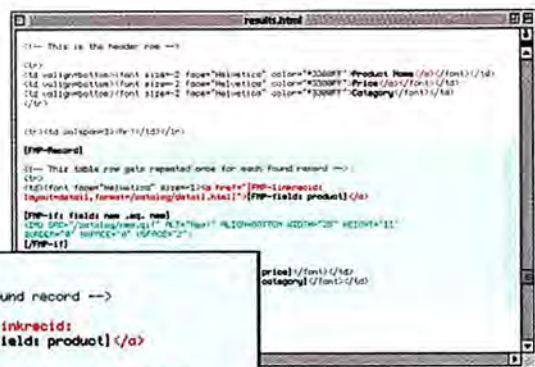 results.html
<!-- This is the header row -->
<tr>
<td valign=bottom><font size=-2 face="Helvetica" color="#3300FF">Product Name</a></font></td>
<td valign=bottom><font size=-2 face="Helvetica" color="#3300FF">Price</a></font></td>
<td valign=bottom><font size=-2 face="Helvetica" color="#3300FF">Category</font></td>
</tr>
<tr><td colspan=3><hr></td></tr>
[FMP-Record]
<!-- This table row gets repeated once for each found record -->
<tr>
<td><font face="Helvetica" size=-1><a href="[FMP-linkrecid:
layout=detail,format=/catalog/detail.html]">[FMP-field: product]</a>
[FMP-if: field: new .eq. new]
<IMG SRC="/catalog/new.gif" ALT="New!" ALIGN=BOTTOM WIDTH="28" HEIGHT="11"
BORDER="0" HSPACE="0" VSPACE="2">
[/FMP-if]
price]</font></td>
category]</font></td>
und record -->
linkrecid:
ield: product]</a>